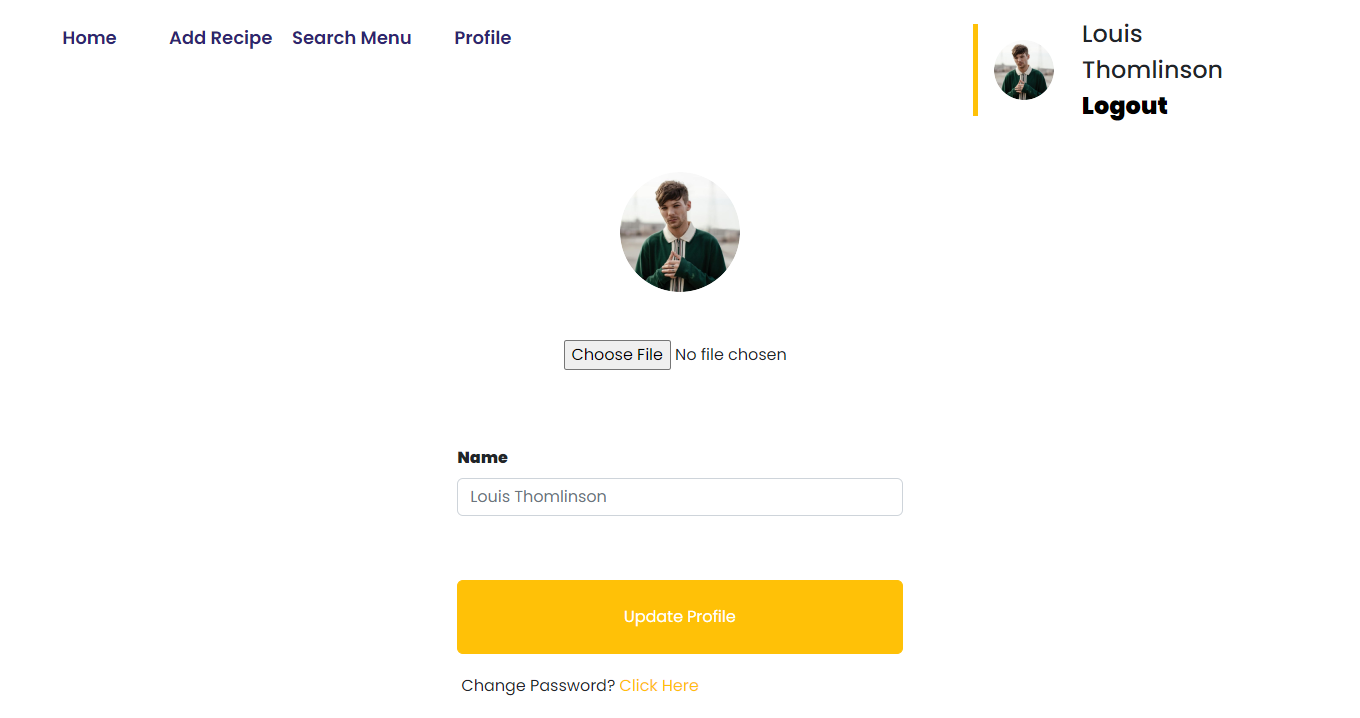 Home Add Recipe Search Menu Profile
Louis
Thomlinson
Logout
Choose File No file chosen
Name
Louis Thomlinson
Update Profile
Change Password? Click Here